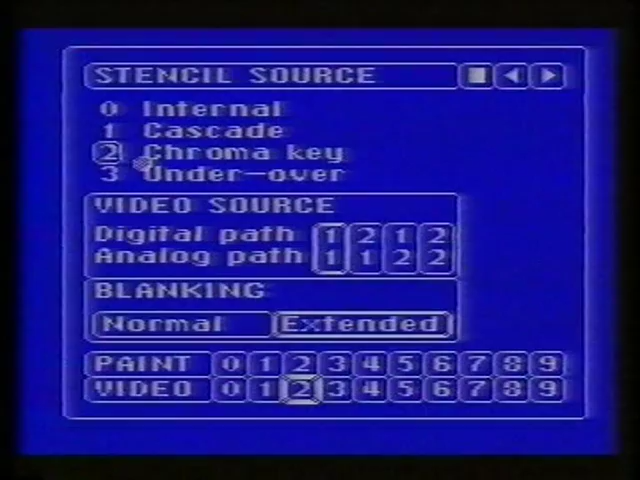 STENCIL SOURCE
0 Internal
1 Cascade
2 Chroma key
3 Under-over
VIDEO SOURCE
Digital path 1 2 1 2
Analog path 1 1 2 2
BLANKING
Normal Extended
PAINT 0 1 2 3 4 5 6 7 8 9
VIDEO 0 1 2 3 4 5 6 7 8 9